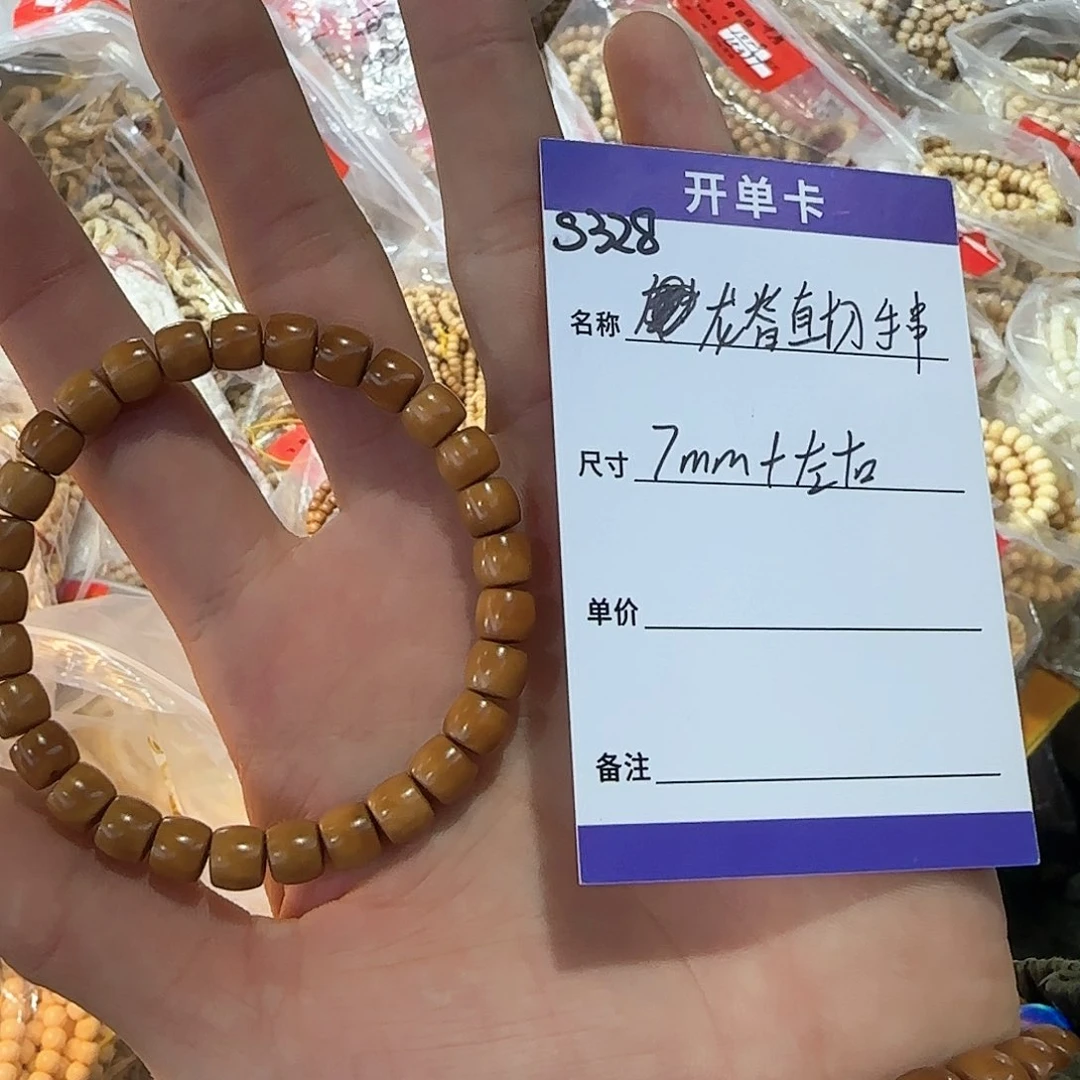 开单卡
S328
名称 龙脊直切手串
尺寸 7mm+左右
单价
备注